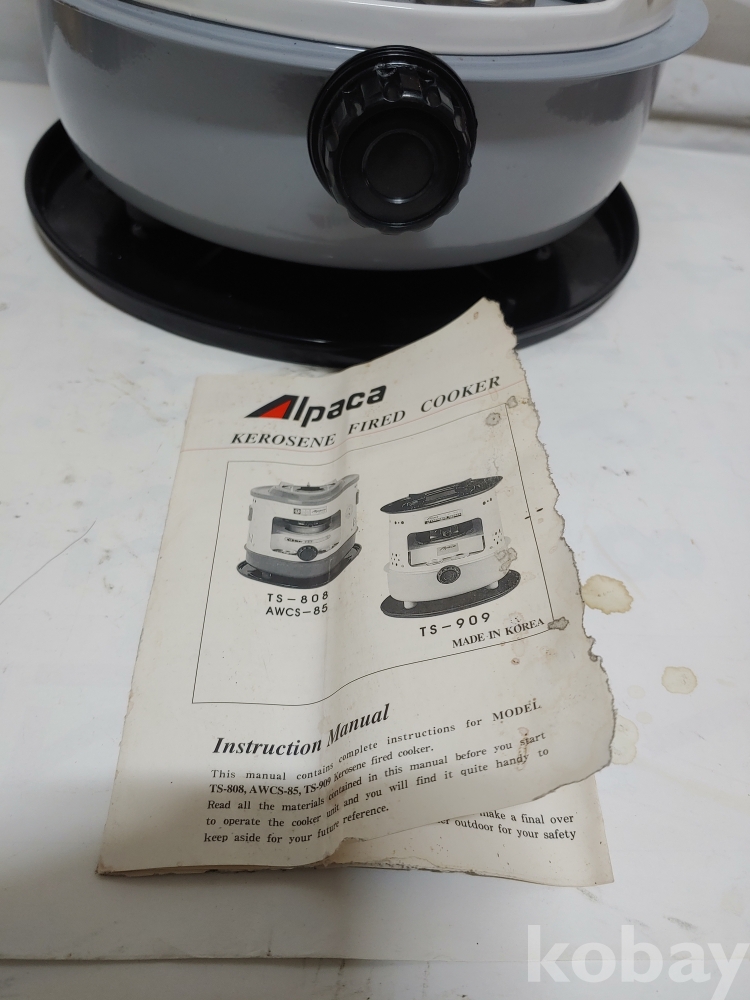 Alpaca
KEROSENE FIRED COOKER
TS-808
AWCS-85
TS-909
MADE IN KOREA
Instruction Manual
This manual contains complete instructions for MODEL
TS-808, AWCS-85, TS-909 Kerosene fired cooker.
Read all the materials contained in this manual before you start
to operate the cooker unit and you will find it quite handy to
keep aside for your future reference.
make a final over
outdoor for your safety
kobay